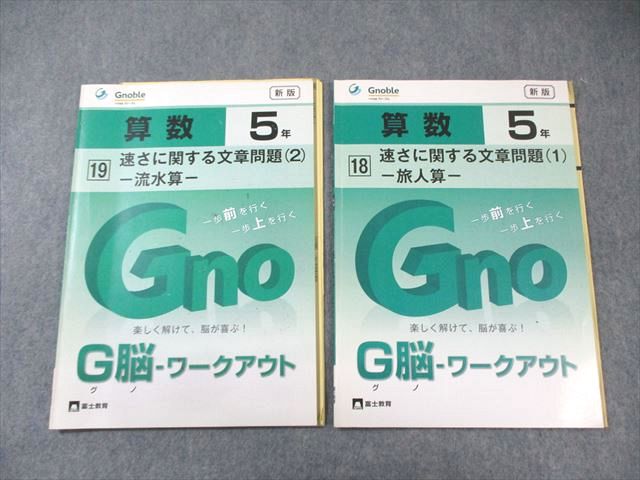 Gnoble
新版
算数
5年
19
速さに関する文章問題(2)
－流水算－
一歩前を行く
一歩上を行く
Gno
楽しく解けて、脳が喜ぶ！
G脳-ワークアウト
グノ
富士教育
Gnoble
新版
算数
5年
18
速さに関する文章問題(1)
－旅人算－
一歩前を行く
一歩上を行く
Gno
楽しく解けて、脳が喜ぶ！
G脳-ワークアウト
グノ
富士教育